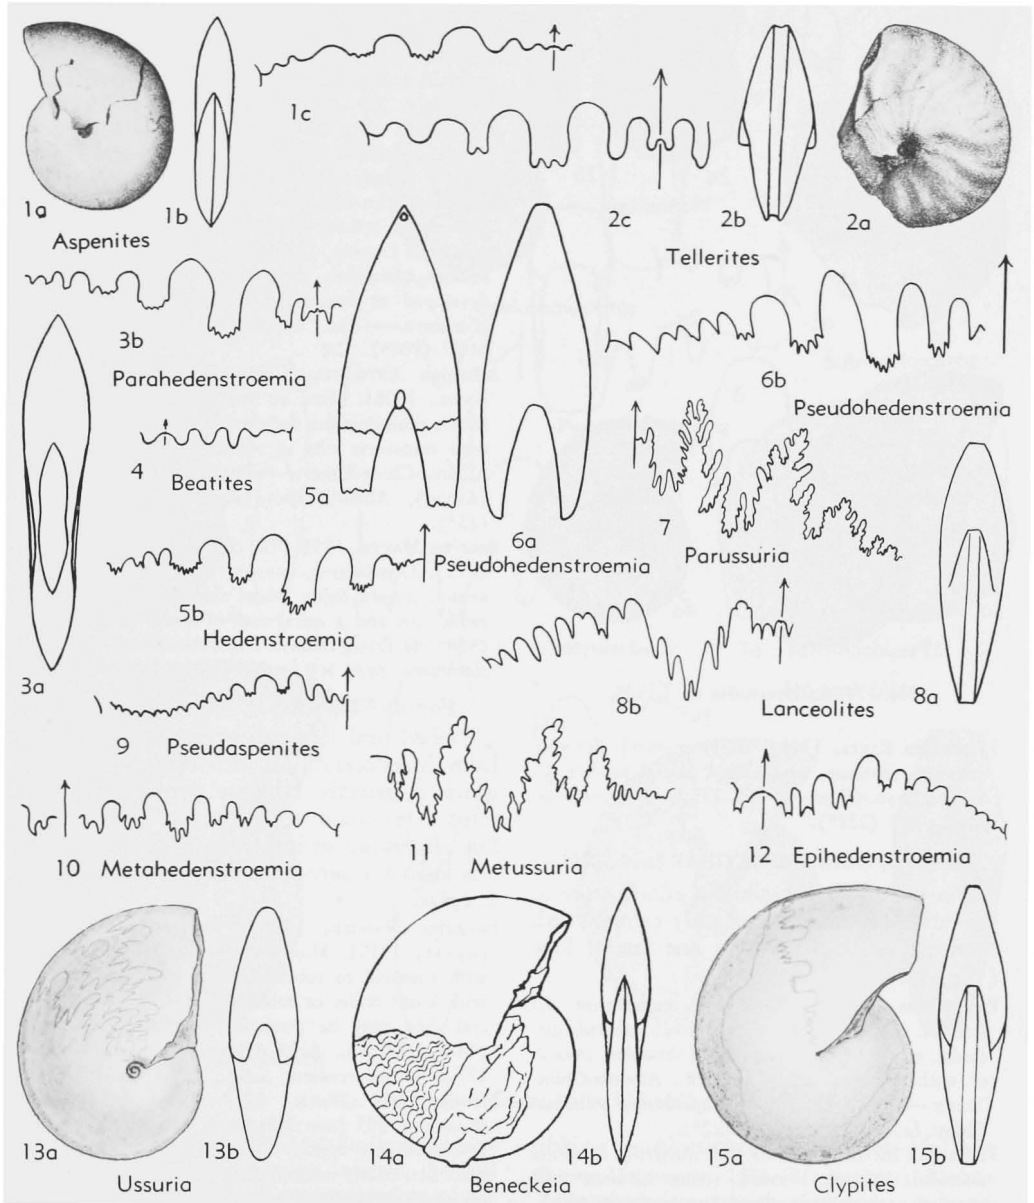 1a
1b
Aspenites
1c
2c
2b
2a
Tellerites
3b
Parahedenstroemia
6b
Pseudohedenstroemia
4
Beatites
5a
6a
Pseudohedenstroemia
7
Parussuria
5b
Hedenstroemia
3a
8b
Lanceolites
8a
9 Pseudaspenites
10 Metahedenstroemia
11 Metussuria
12 Epihedenstroemia
13a
13b
Ussuria
14a
14b
Beneckeia
15a
15b
Clypites